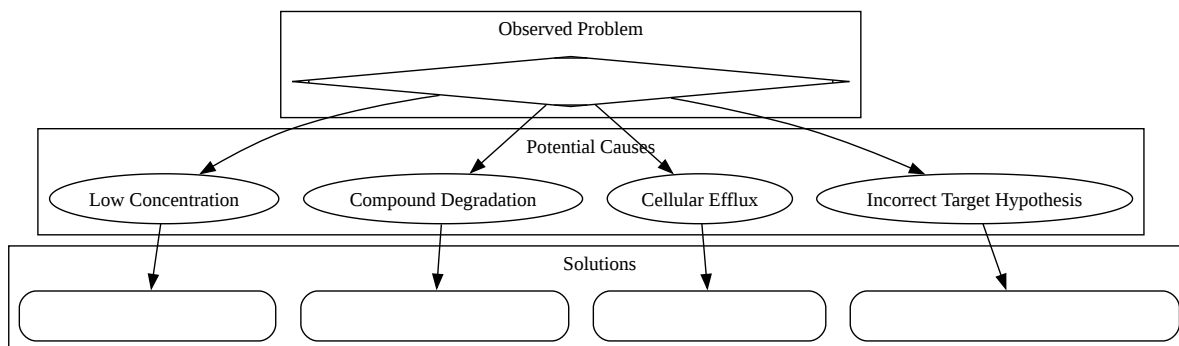 Observed Problem
Potential Causes
Low Concentration
Compound Degradation
Cellular Efflux
Incorrect Target Hypothesis
Solutions